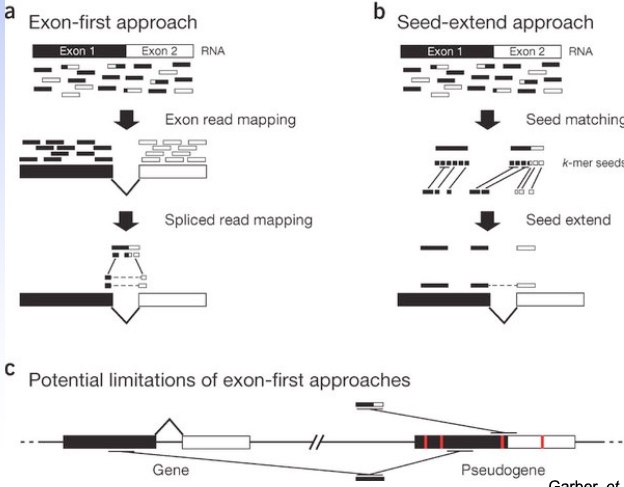 a Exon-first approach
Exon 1 Exon 2 RNA
Exon read mapping
Spliced read mapping
b Seed-extend approach
Exon 1 Exon 2 RNA
Seed matching
k-mer seeds
Seed extend
c Potential limitations of exon-first approaches
Gene
Pseudogene
Garber, et